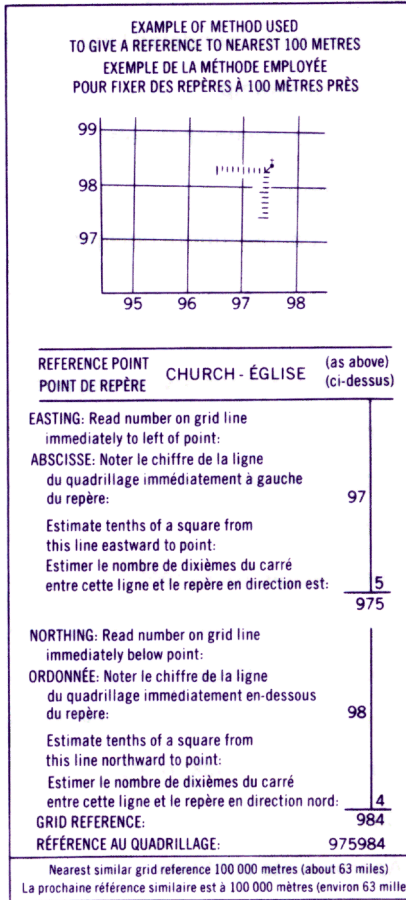 EXAMPLE OF METHOD USED
TO GIVE A REFERENCE TO NEAREST 100 METRES
EXEMPLE DE LA MÉTHODE EMPLOYÉE
POUR FIXER DES REPÈRES À 100 MÈTRES PRÈS
99
98
97
95 96 97 98
REFERENCE POINT
POINT DE REPÈRE
CHURCH - ÉGLISE
(as above)
(ci-dessus)
EASTING: Read number on grid line
immediately to left of point:
ABSCISSE: Noter le chiffre de la ligne
du quadrillage immédiatement à gauche
du repère: 97
Estimate tenths of a square from
this line eastward to point:
Estimer le nombre de dixièmes du carré
entre cette ligne et le repère en direction est: 5
975
NORTHING: Read number on grid line
immediately below point:
ORDONNÉE: Noter le chiffre de la ligne
du quadrillage immediatement en-dessous
du repère: 98
Estimate tenths of a square from
this line northward to point:
Estimer le nombre de dixièmes du carré
entre cette ligne et le repère en direction nord: 4
GRID REFERENCE: 984
RÉFÉRENCE AU QUADRILLAGE: 975984
Nearest similar grid reference 100 000 metres (about 63 miles)
La prochaine référence similaire est à 100 000 mètres (environ 63 mille